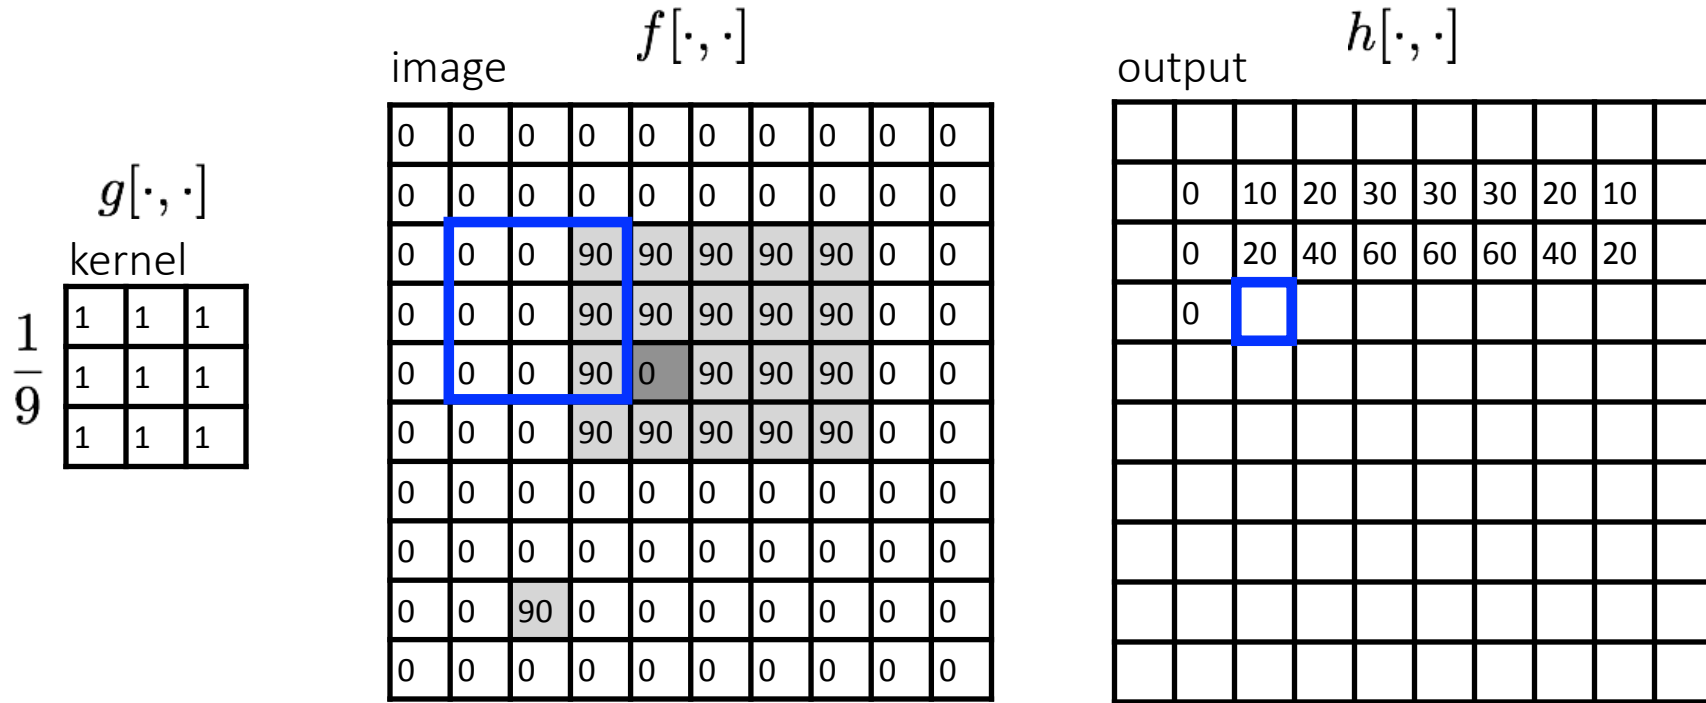 f[·, ·]
h[·, ·]
image
output
g[·, ·]
kernel
1/9
1 1 1
1 1 1
1 1 1
0 0 0 0 0 0 0 0 0 0
0 0 0 0 0 0 0 0 0 0
0 0 0 90 90 90 90 90 0 0
0 0 0 90 90 90 90 90 0 0
0 0 0 90 0 90 90 90 0 0
0 0 0 90 90 90 90 90 0 0
0 0 0 0 0 0 0 0 0 0
0 0 0 0 0 0 0 0 0 0
0 0 90 0 0 0 0 0 0 0
0 0 0 0 0 0 0 0 0 0
0 10 20 30 30 30 20 10
0 20 40 60 60 60 40 20
0